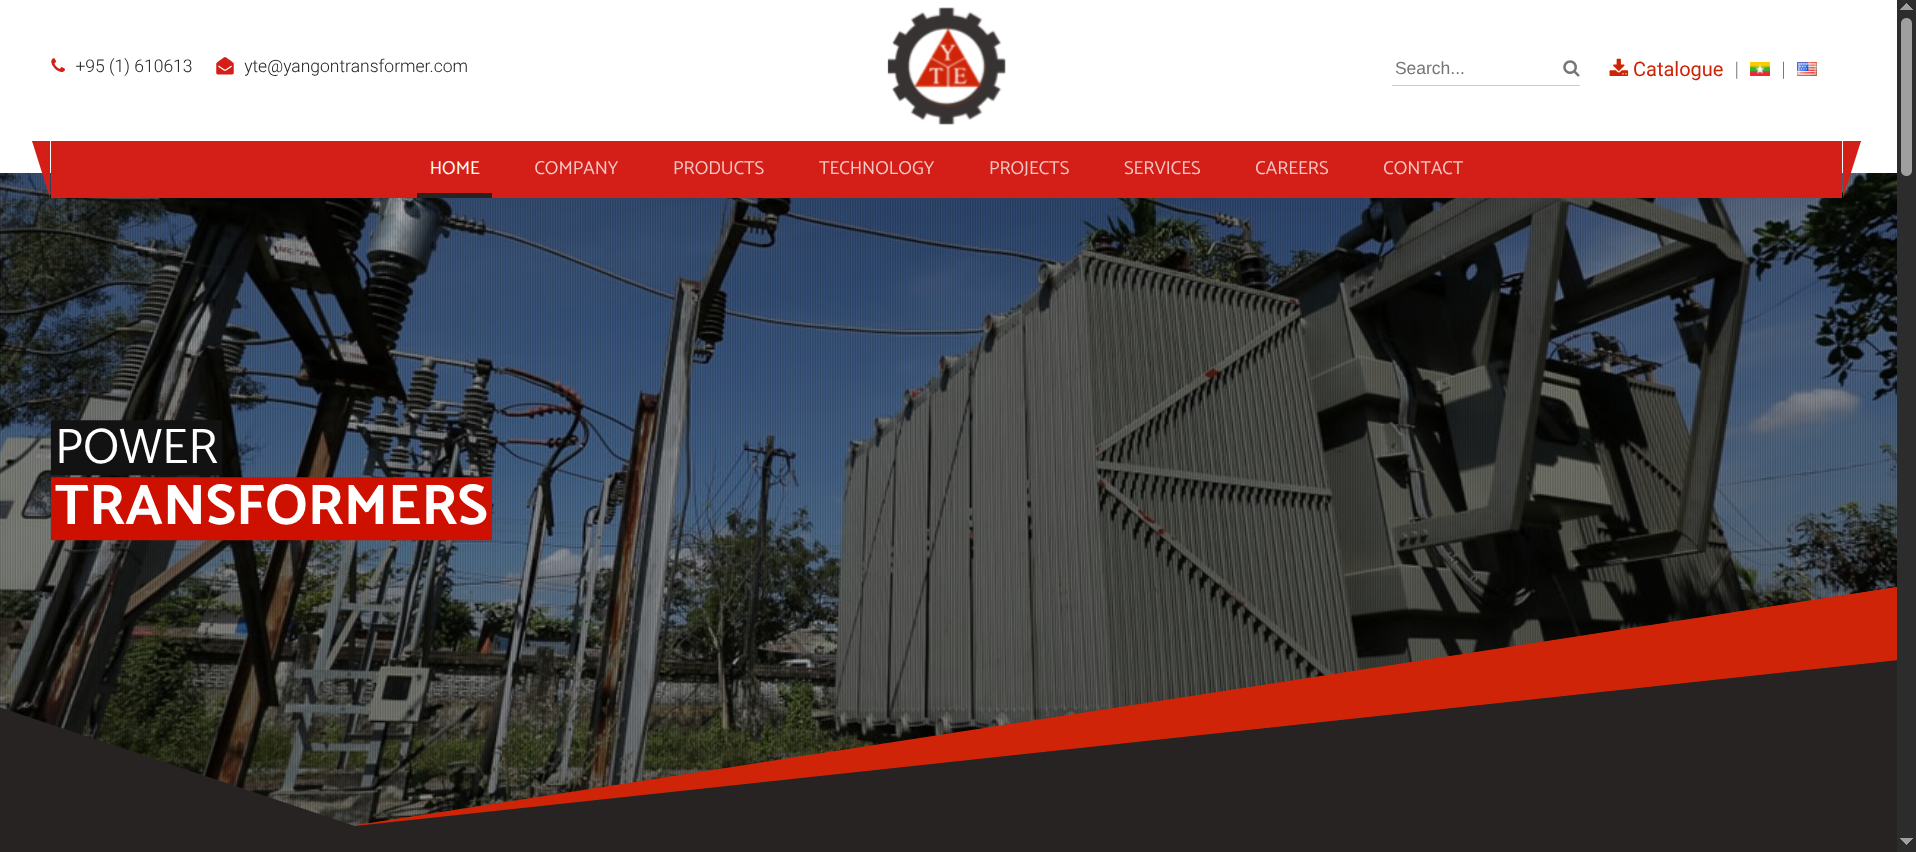 +95 (1) 610613
yte@yangontransformer.com
Y
T E
Search...
Catalogue
HOME
COMPANY
PRODUCTS
TECHNOLOGY
PROJECTS
SERVICES
CAREERS
CONTACT
POWER
TRANSFORMERS